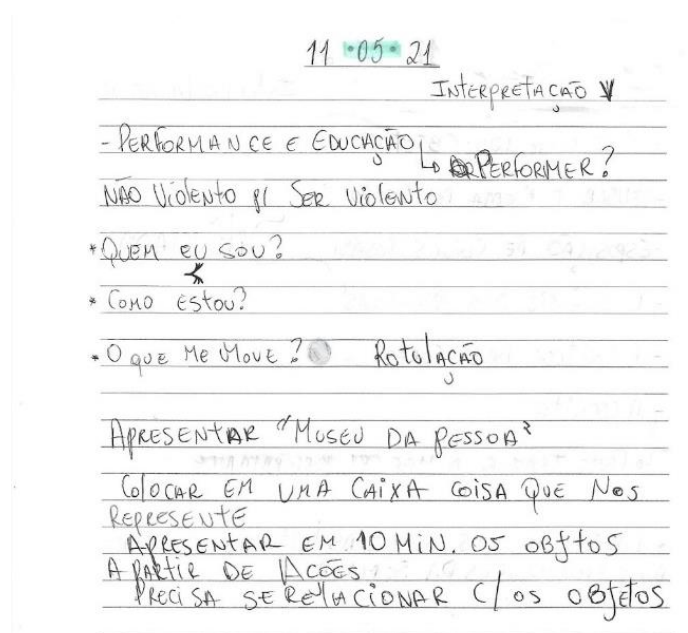 11 •05• 21
INTERPRETAÇÃO
- PERFORMANCE E EDUCAÇÃO
↳ PERFORMER?
NÃO VIOLENTO P/ SER VIOLENTO
* QUEM EU SOU?
* COMO ESTOU?
• O QUE ME MOVE? ROTULAÇÃO
APRESENTAR "MUSEU DA PESSOA"
COLOCAR EM UMA CAIXA COISA QUE NOS
REPRESENTE
APRESENTAR EM 10 MIN. OS OBJTOS
A PARTIR DE AÇÕES
PRECISA SE RELACIONAR C/ OS OBJETOS